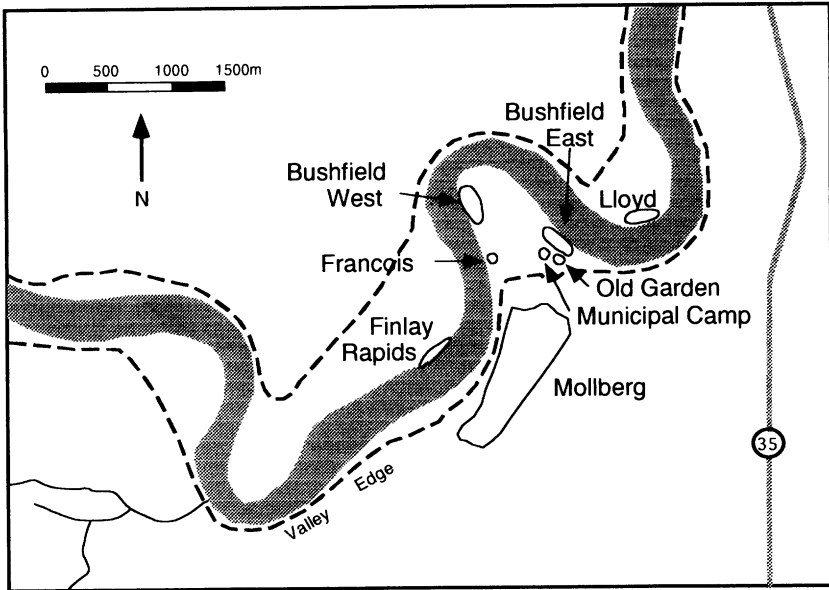 0 500 1000 1500m
N
Bushfield
East
Bushfield
West
Lloyd
Francois
Old Garden
Municipal Camp
Finlay
Rapids
Mollberg
35
Valley Edge